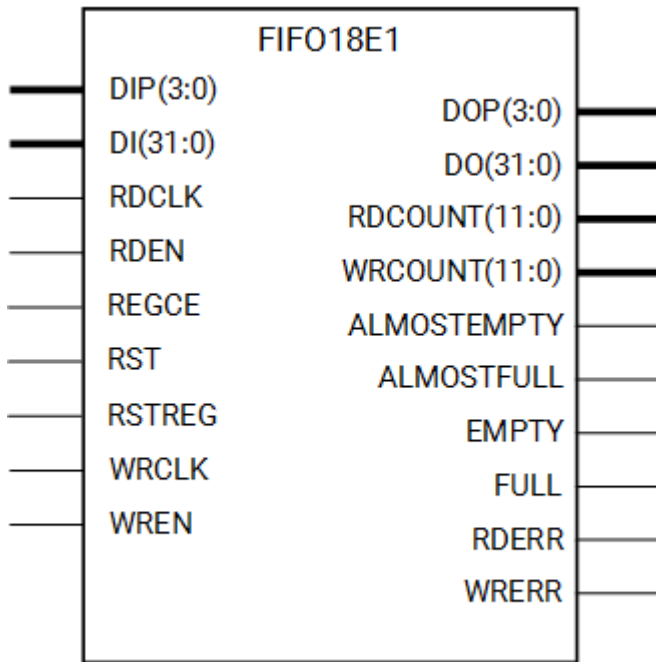 FIFO18E1
DIP(3:0)
DI(31:0)
RDCLK
RDEN
REGCE
RST
RSTREG
WRCLK
WREN
DOP(3:0)
DO(31:0)
RDCOUNT(11:0)
WRCOUNT(11:0)
ALMOSTEMPTY
ALMOSTFULL
EMPTY
FULL
RDERR
WRERR